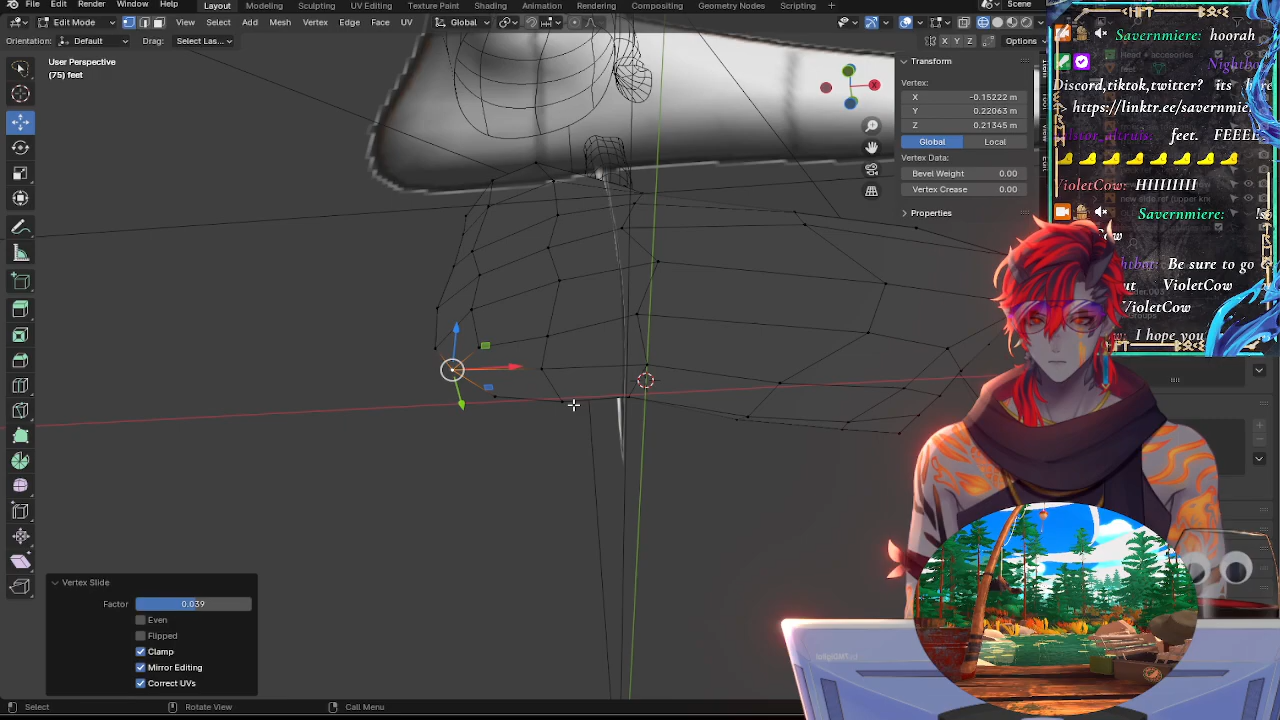 File Edit Render Window Help
Layout Modeling Sculpting UV Editing Texture Paint Shading Animation Rendering Compositing Geometry Nodes Scripting +
Scene
Edit Mode View Select Add Mesh Vertex Edge Face UV Global
Orientation: Default Drag: Select Las...
X Y Z Options
User Perspective
(75) feet
Transform
Vertex:
X -0.15222 m
Y 0.22063 m
Z 0.21345 m
Global Local
Vertex Data:
Bevel Weight 0.00
Vertex Crease 0.00
Properties
Savernmiere: hoorah
Discord,tiktok,twitter? its
> https://linktr.ee/savernmie
feet.
VioletCow: HIIIIIII
Savernmiere:
Be sure to go
VioletCow
VioletCow
I hope you
Vertex Slide
Factor 0.039
Even
Flipped
Clamp
Mirror Editing
Correct UVs
Select Rotate View Call Menu